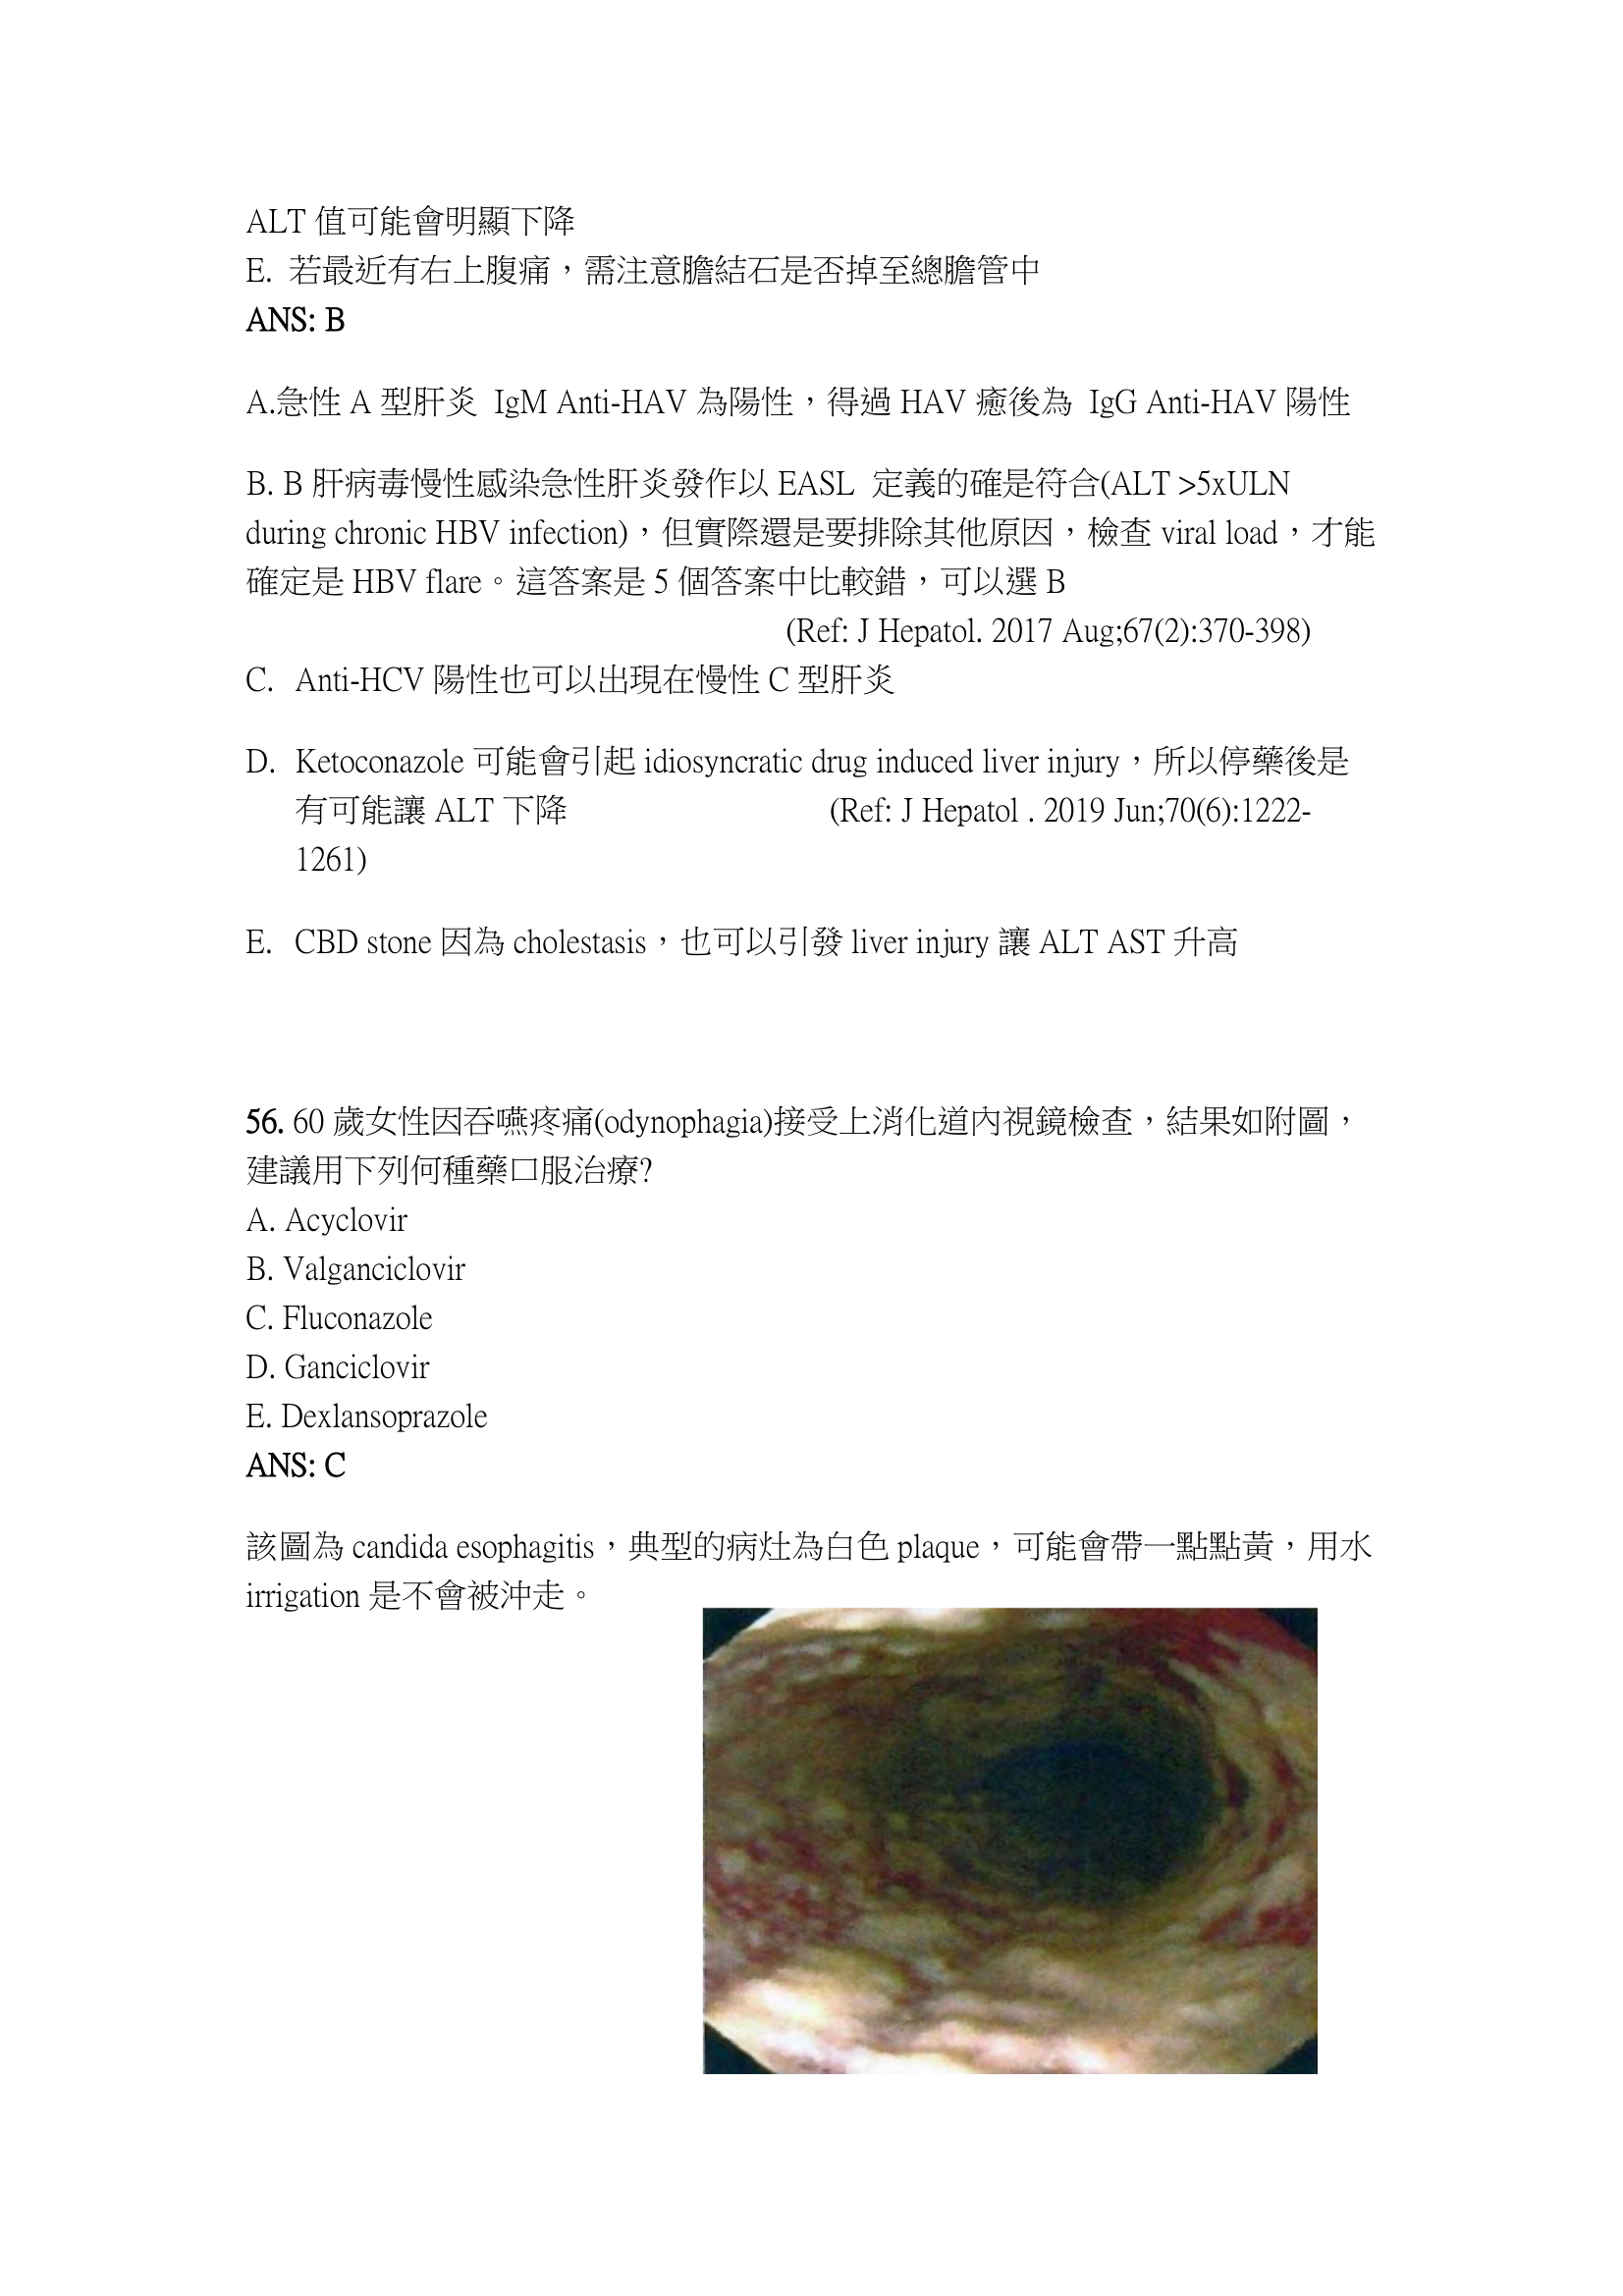 ALT 值可能會明顯下降
E. 若最近有右上腹痛，需注意膽結石是否掉至總膽管中
ANS: B
A.急性 A 型肝炎 IgM Anti-HAV 為陽性，得過 HAV 癒後為 IgG Anti-HAV 陽性
B. B 肝病毒慢性感染急性肝炎發作以 EASL 定義的確是符合(ALT >5xULN
during chronic HBV infection)，但實際還是要排除其他原因，檢查 viral load，才能
確定是 HBV flare。這答案是 5 個答案中比較錯，可以選 B
(Ref: J Hepatol. 2017 Aug;67(2):370-398)
C. Anti-HCV 陽性也可以出現在慢性 C 型肝炎
D. Ketoconazole 可能會引起 idiosyncratic drug induced liver injury，所以停藥後是
有可能讓 ALT 下降 (Ref: J Hepatol . 2019 Jun;70(6):1222-
1261)
E. CBD stone 因為 cholestasis，也可以引發 liver injury 讓 ALT AST 升高
56. 60 歲女性因吞嚥疼痛(odynophagia)接受上消化道內視鏡檢查，結果如附圖，
建議用下列何種藥口服治療?
A. Acyclovir
B. Valganciclovir
C. Fluconazole
D. Ganciclovir
E. Dexlansoprazole
ANS: C
該圖為 candida esophagitis，典型的病灶為白色 plaque，可能會帶一點點黃，用水
irrigation 是不會被沖走。